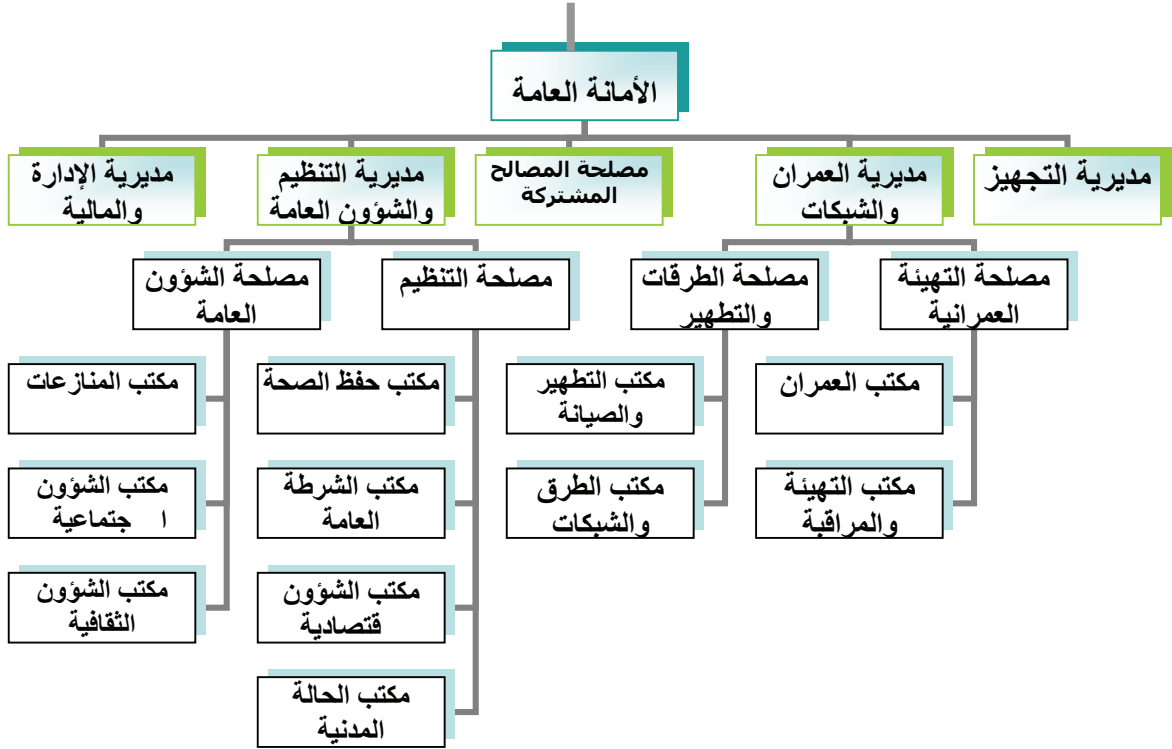 الأمانة العامة
مديرية التجهيز
مديرية العمران
والشبكات
مصلحة المصالح
المشتركة
مديرية التنظيم
والشؤون العامة
مديرية الإدارة
والمالية
مصلحة التهيئة
العمرانية
مصلحة الطرقات
والتطهير
مصلحة التنظيم
مصلحة الشؤون
العامة
مكتب العمران
مكتب التطهير
والصيانة
مكتب حفظ الصحة
مكتب المنازعات
مكتب التهيئة
والمراقبة
مكتب الطرق
والشبكات
مكتب الشرطة
العامة
مكتب الشؤون
ا جتماعية
مكتب الشؤون
قتصادية
مكتب الشؤون
الثقافية
مكتب الحالة
المدنية